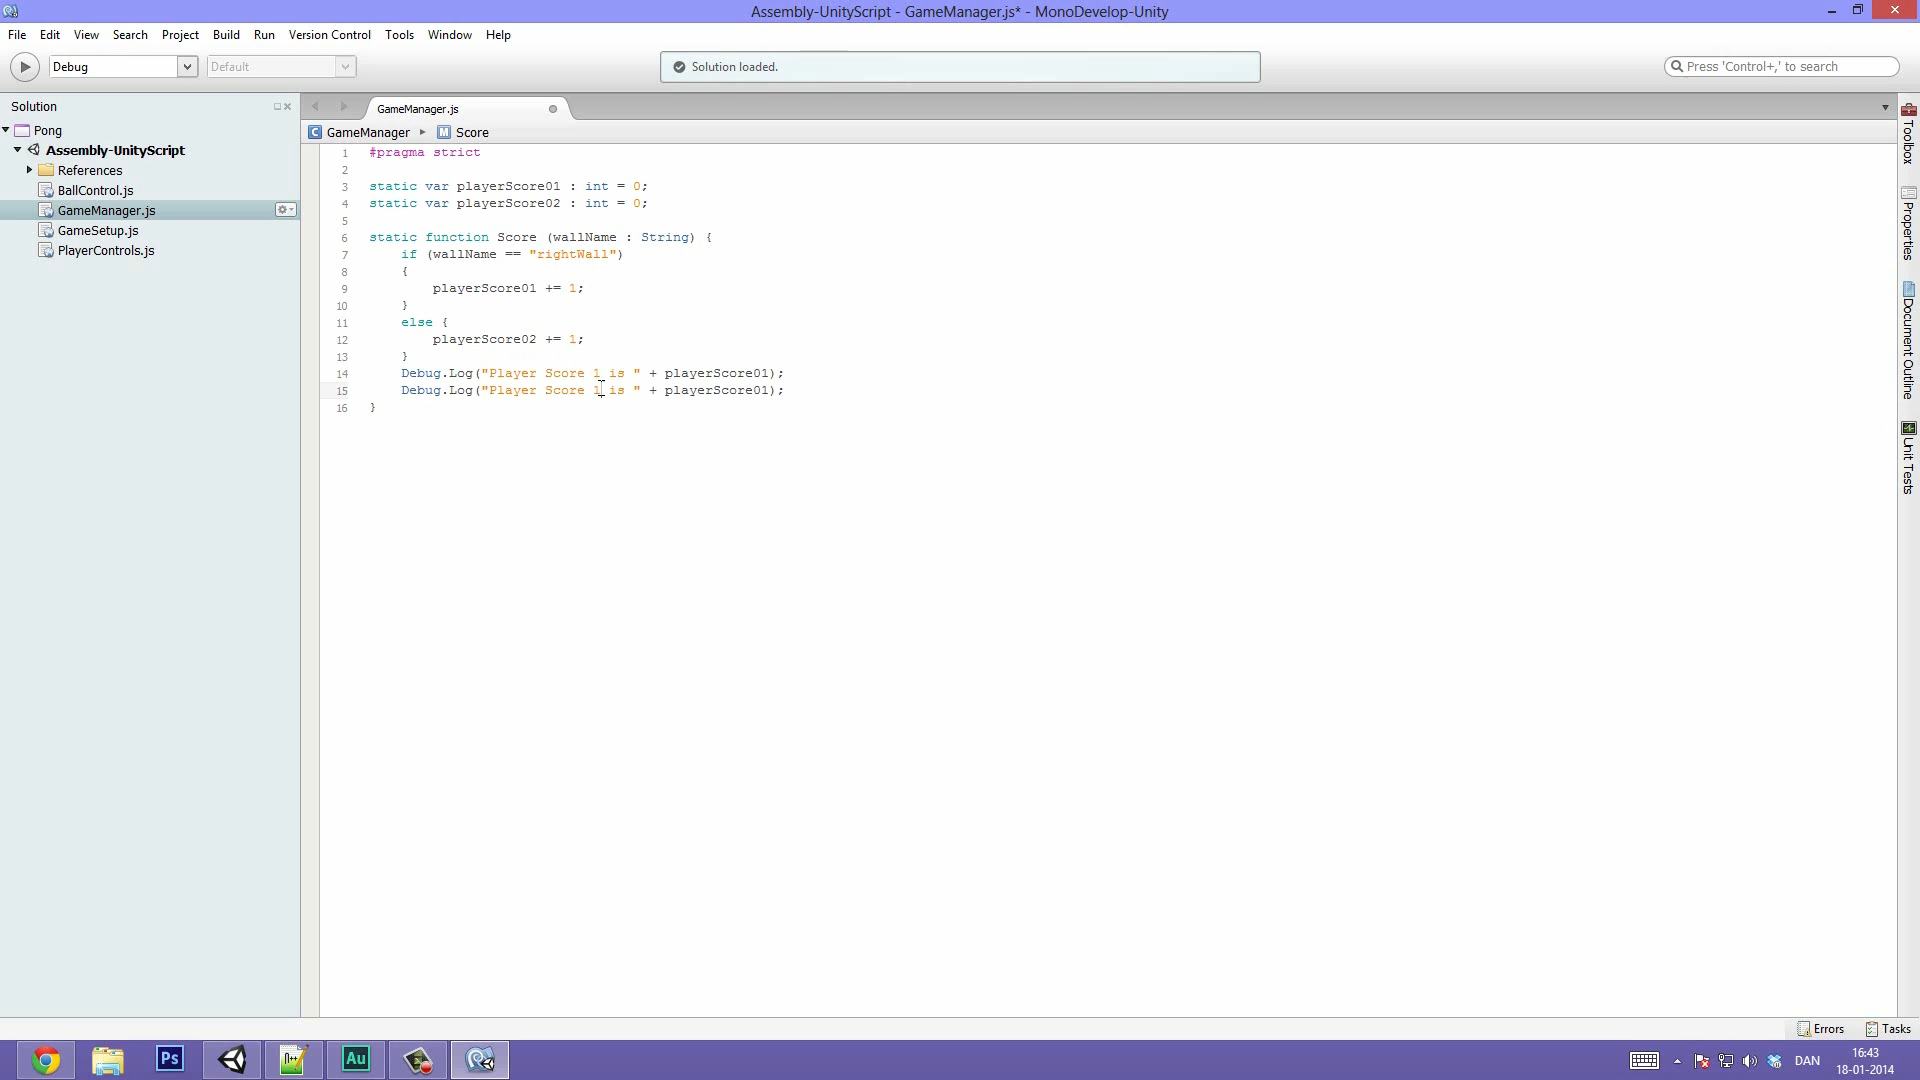 Assembly-UnityScript - GameManager.js* - MonoDevelop-Unity
File Edit View Search Project Build Run Version Control Tools Window Help
Debug Default Solution loaded. Press 'Control+,' to search
Solution
GameManager.js
GameManager Score
Pong
Assembly-UnityScript
References
BallControl.js
GameManager.js
GameSetup.js
PlayerControls.js
1 #pragma strict
2
3 static var playerScore01 : int = 0;
4 static var playerScore02 : int = 0;
5
6 static function Score (wallName : String) {
7 if (wallName == "rightWall")
8 {
9 playerScore01 += 1;
10 }
11 else {
12 playerScore02 += 1;
13 }
14 Debug.Log("Player Score 1 is " + playerScore01);
15 Debug.Log("Player Score 1 is " + playerScore01);
16 }
Toolbox
Properties
Document Outline
Unit Tests
Errors Tasks
Ps Au DAN 16:43
18-01-2014